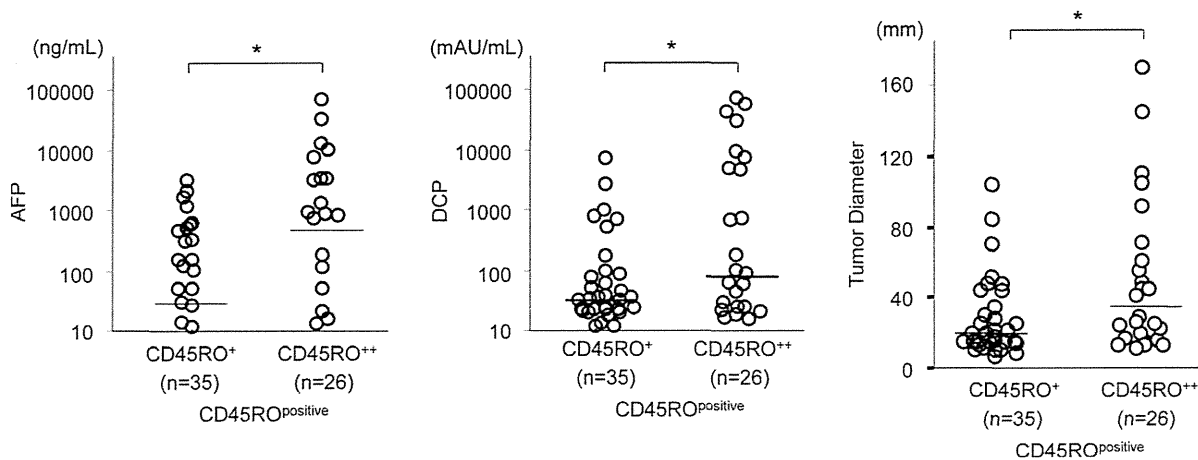 (ng/mL)
*
100000
10000
1000
100
10
AFP
CD45RO⁺
(n=35)
CD45RO⁺⁺
(n=26)
CD45ROᵖᵒˢⁱᵗⁱᵛᵉ
(mAU/mL)
*
100000
10000
1000
100
10
DCP
CD45RO⁺
(n=35)
CD45RO⁺⁺
(n=26)
CD45ROᵖᵒˢⁱᵗⁱᵛᵉ
(mm)
*
160
120
80
40
0
Tumor Diameter
CD45RO⁺
(n=35)
CD45RO⁺⁺
(n=26)
CD45ROᵖᵒˢⁱᵗⁱᵛᵉ